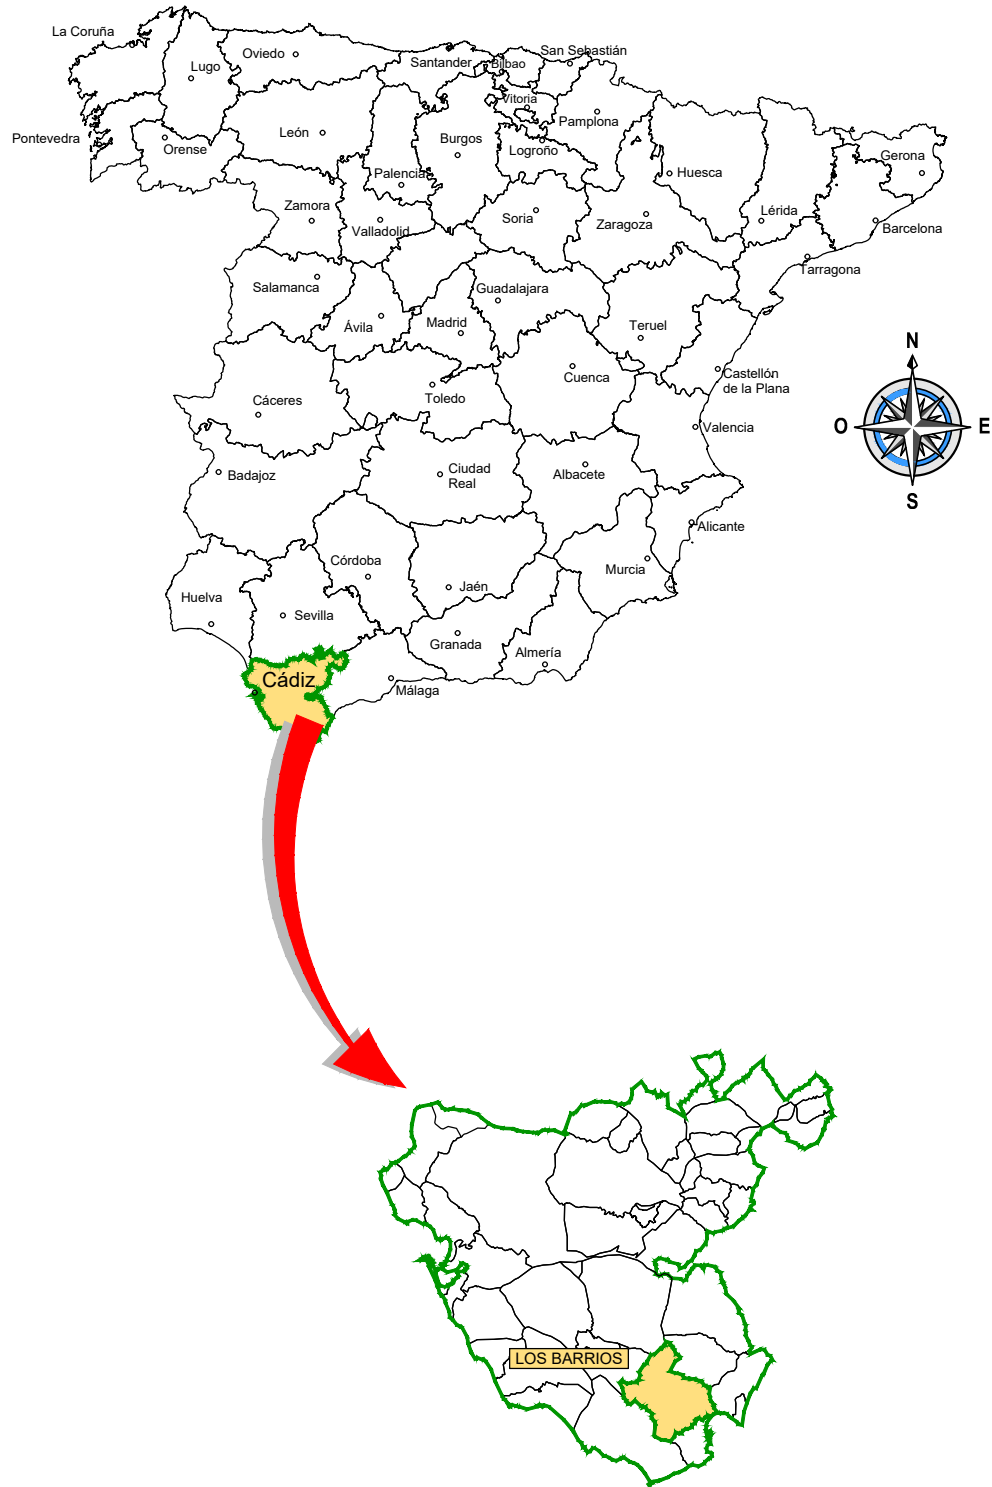 La Coruña
Lugo
Oviedo
Santander
Bilbao
San Sebastián
Vitoria
Pamplona
Pontevedra
Orense
León
Burgos
Logroño
Palencia
Huesca
Gerona
Zamora
Valladolid
Soria
Zaragoza
Lérida
Barcelona
Tarragona
Salamanca
Ávila
Madrid
Guadalajara
Teruel
Cuenca
Castellón
de la Plana
N
O
E
S
Cáceres
Toledo
Valencia
Badajoz
Ciudad
Real
Albacete
Alicante
Córdoba
Jaén
Murcia
Huelva
Sevilla
Granada
Almería
Cádiz
Málaga
LOS BARRIOS